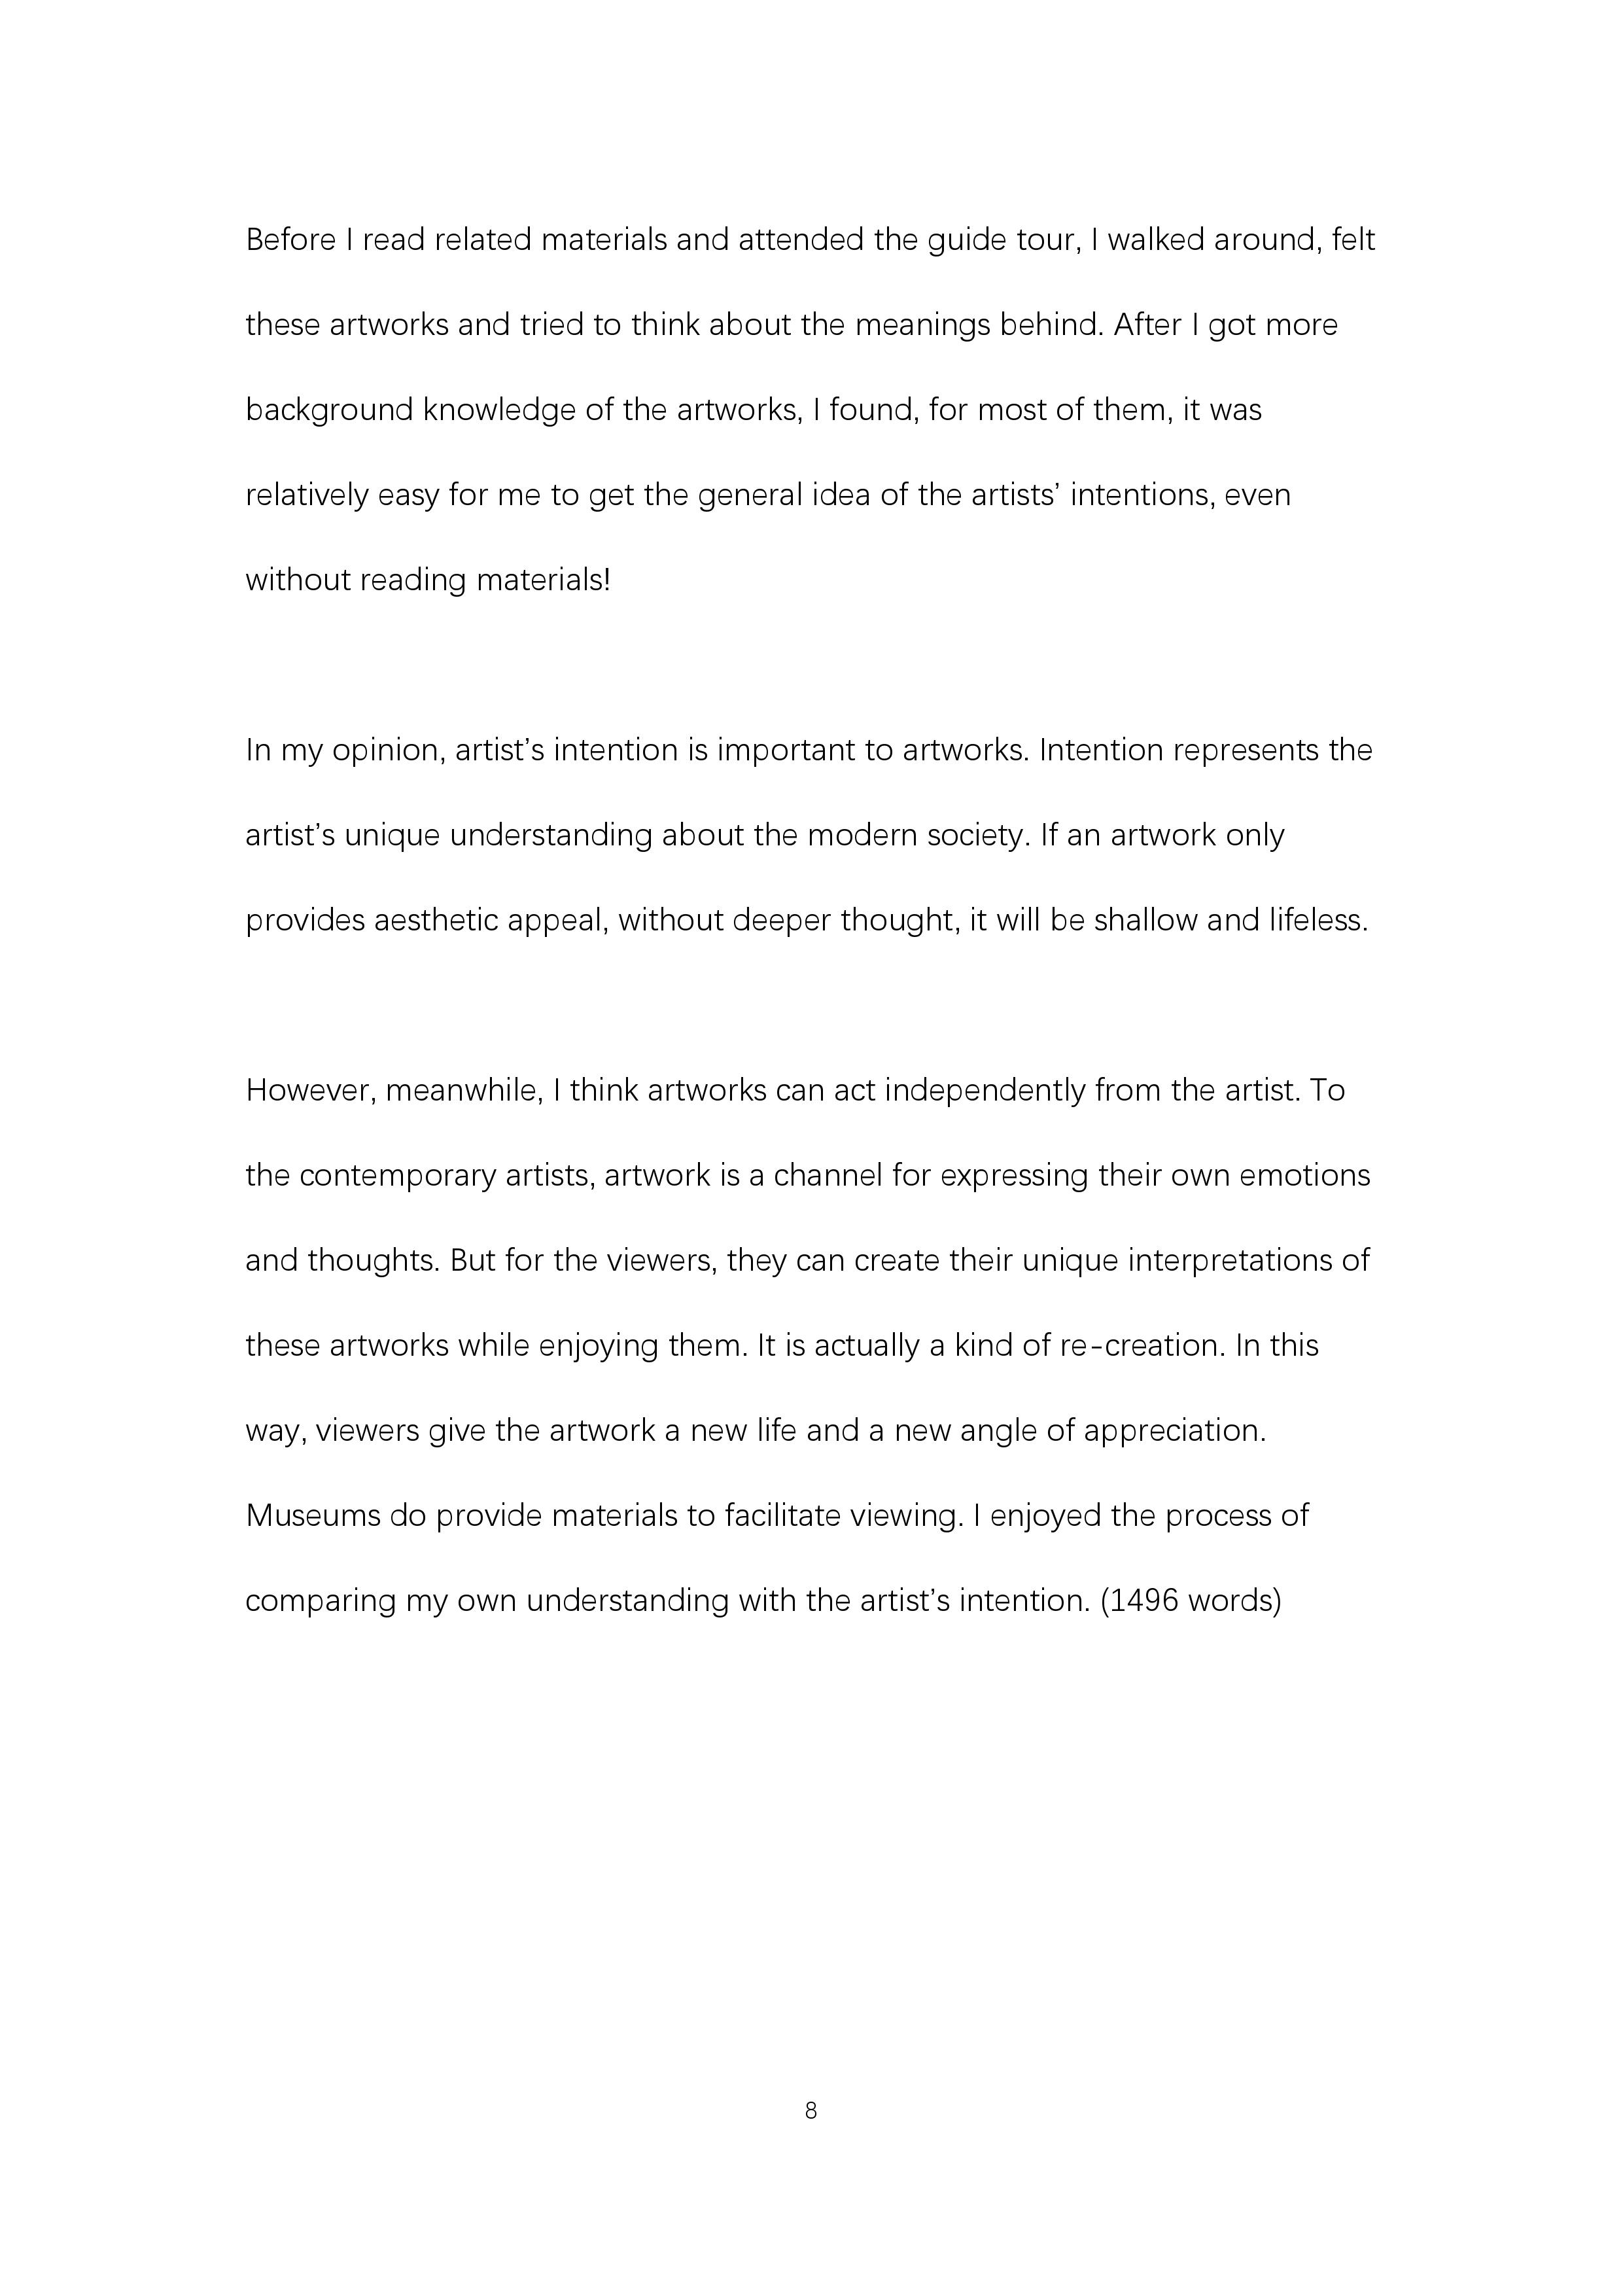 Before I read related materials and attended the guide tour, I walked around, felt
these artworks and tried to think about the meanings behind. After I got more
background knowledge of the artworks, I found, for most of them, it was
relatively easy for me to get the general idea of the artists’ intentions, even
without reading materials!
In my opinion, artist’s intention is important to artworks. Intention represents the
artist’s unique understanding about the modern society. If an artwork only
provides aesthetic appeal, without deeper thought, it will be shallow and lifeless.
However, meanwhile, I think artworks can act independently from the artist. To
the contemporary artists, artwork is a channel for expressing their own emotions
and thoughts. But for the viewers, they can create their unique interpretations of
these artworks while enjoying them. It is actually a kind of re-creation. In this
way, viewers give the artwork a new life and a new angle of appreciation.
Museums do provide materials to facilitate viewing. I enjoyed the process of
comparing my own understanding with the artist’s intention. (1496 words)
8